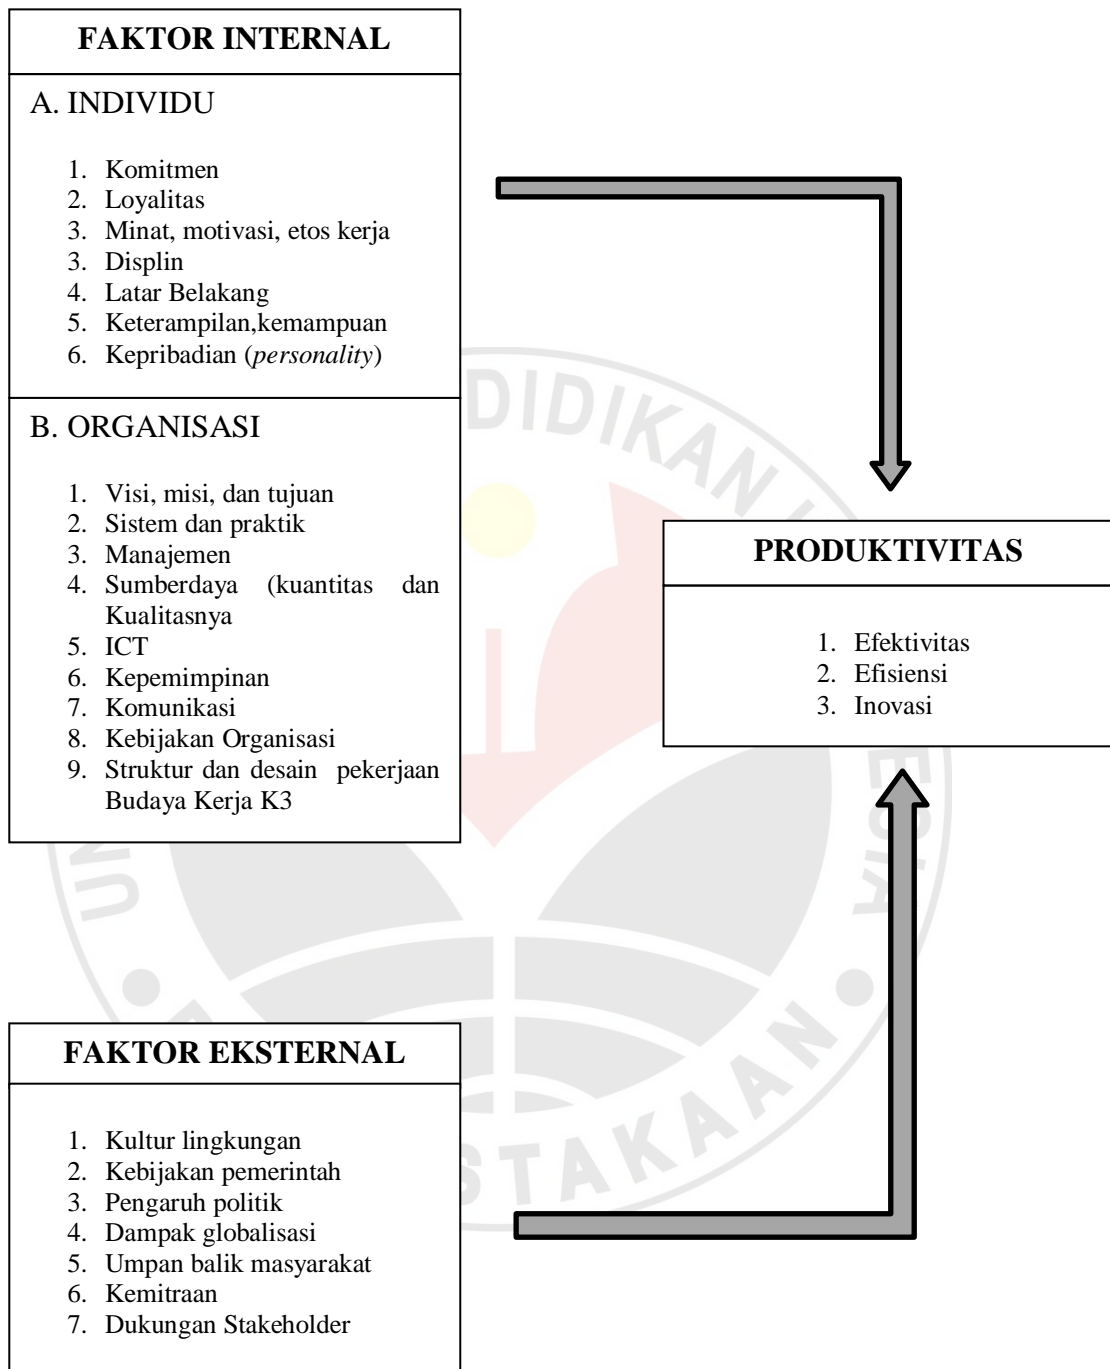 FAKTOR INTERNAL
A. INDIVIDU
1. Komitmen
2. Loyalitas
3. Minat, motivasi, etos kerja
3. Displin
4. Latar Belakang
5. Keterampilan,kemampuan
6. Kepribadian (personality)
B. ORGANISASI
1. Visi, misi, dan tujuan
2. Sistem dan praktik
3. Manajemen
4. Sumberdaya (kuantitas dan
Kualitasnya
5. ICT
6. Kepemimpinan
7. Komunikasi
8. Kebijakan Organisasi
9. Struktur dan desain pekerjaan
Budaya Kerja K3
PRODUKTIVITAS
1. Efektivitas
2. Efisiensi
3. Inovasi
FAKTOR EKSTERNAL
1. Kultur lingkungan
2. Kebijakan pemerintah
3. Pengaruh politik
4. Dampak globalisasi
5. Umpan balik masyarakat
6. Kemitraan
7. Dukungan Stakeholder